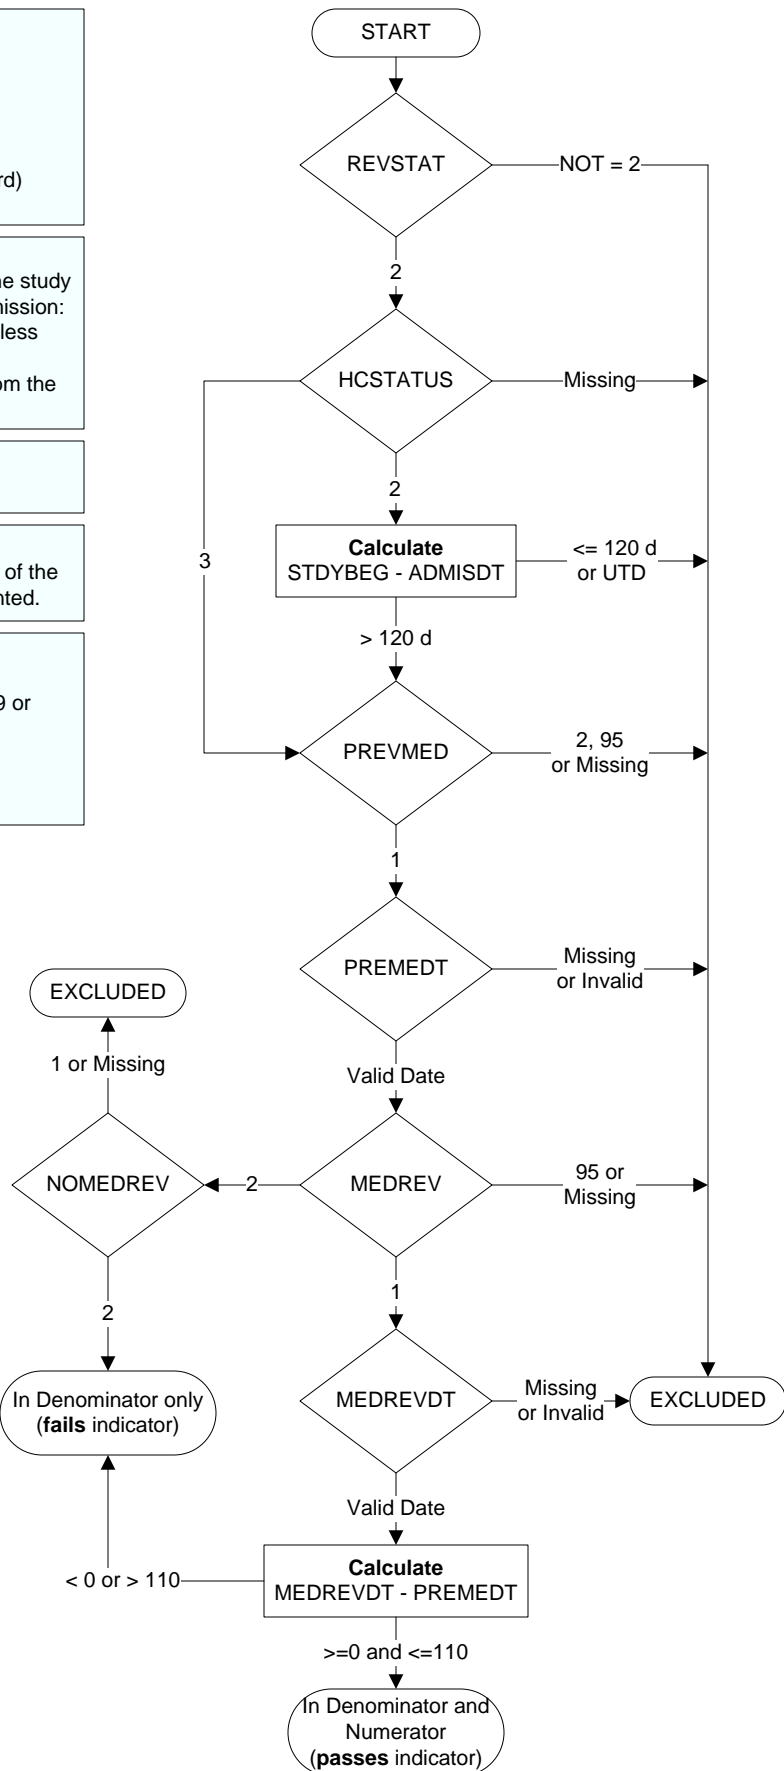 START
rd)
REVSTAT
NOT = 2
2
e study
mission:
less
om the
HCSTATUS
Missing
2
3
Calculate
STDYBEG - ADMISDT
<= 120 d
or UTD
of the
nted.
> 120 d
9 or
PREVMED
2, 95
or Missing
1
PREMEDT
Missing
or Invalid
EXCLUDED
1 or Missing
Valid Date
NOMEDREV
2
MEDREV
95 or
Missing
1
2
In Denominator only
(fails indicator)
MEDREVDT
Missing
or Invalid
EXCLUDED
Valid Date
< 0 or > 110
Calculate
MEDREVDT - PREMEDT
>=0 and <=110
In Denominator and
Numerator
(passes indicator)